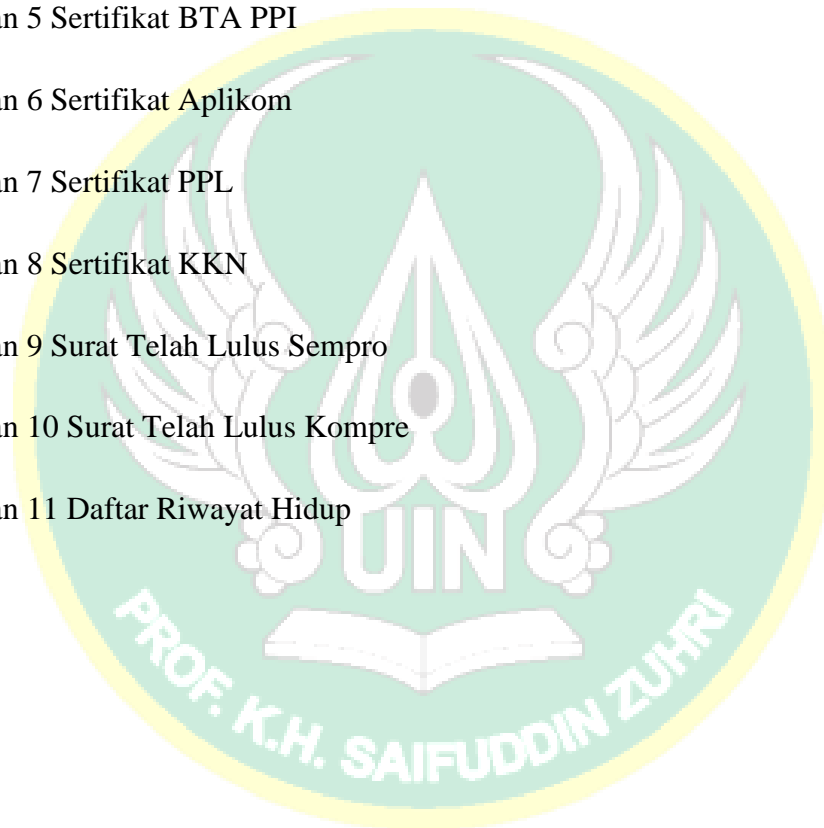 an 5 Sertifikat BTA PPI
an 6 Sertifikat Aplikom
an 7 Sertifikat PPL
an 8 Sertifikat KKN
an 9 Surat Telah Lulus Sempro
an 10 Surat Telah Lulus Kompre
an 11 Daftar Riwayat Hidup
UIN
PROF. K.H. SAIFUDDIN ZUHRI